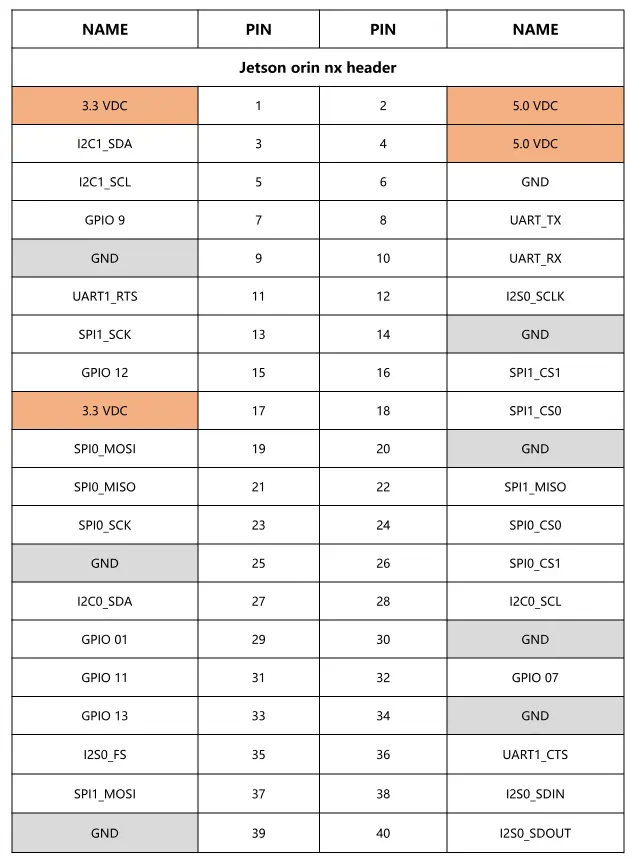 NAME PIN PIN NAME
Jetson orin nx header
3.3 VDC 1 2 5.0 VDC
I2C1_SDA 3 4 5.0 VDC
I2C1_SCL 5 6 GND
GPIO 9 7 8 UART_TX
GND 9 10 UART_RX
UART1_RTS 11 12 I2S0_SCLK
SPI1_SCK 13 14 GND
GPIO 12 15 16 SPI1_CS1
3.3 VDC 17 18 SPI1_CS0
SPI0_MOSI 19 20 GND
SPI0_MISO 21 22 SPI1_MISO
SPI0_SCK 23 24 SPI0_CS0
GND 25 26 SPI0_CS1
I2C0_SDA 27 28 I2C0_SCL
GPIO 01 29 30 GND
GPIO 11 31 32 GPIO 07
GPIO 13 33 34 GND
I2S0_FS 35 36 UART1_CTS
SPI1_MOSI 37 38 I2S0_SDIN
GND 39 40 I2S0_SDOUT